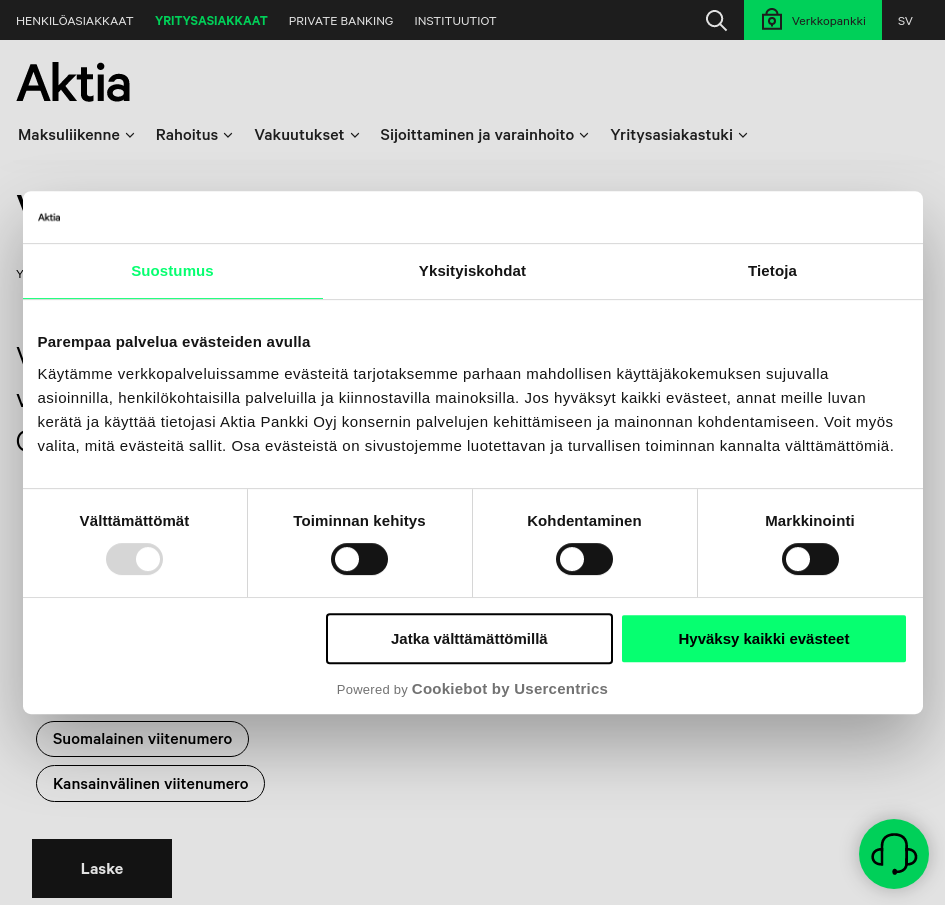 HENKILÖASIAKKAAT YRITYSASIAKKAAT PRIVATE BANKING INSTITUUTIOT Verkkopankki SV
Aktia
Maksuliikenne Rahoitus Vakuutukset Sijoittaminen ja varainhoito Yritysasiakastuki
Aktia
Suostumus Yksityiskohdat Tietoja
Parempaa palvelua evästeiden avulla
Käytämme verkkopalveluissamme evästeitä tarjotaksemme parhaan mahdollisen käyttäjäkokemuksen sujuvalla
asioinnilla, henkilökohtaisilla palveluilla ja kiinnostavilla mainoksilla. Jos hyväksyt kaikki evästeet, annat meille luvan
kerätä ja käyttää tietojasi Aktia Pankki Oyj konsernin palvelujen kehittämiseen ja mainonnan kohdentamiseen. Voit myös
valita, mitä evästeitä sallit. Osa evästeistä on sivustojemme luotettavan ja turvallisen toiminnan kannalta välttämättömiä.
Välttämättömät Toiminnan kehitys Kohdentaminen Markkinointi
Jatka välttämättömillä Hyväksy kaikki evästeet
Powered by Cookiebot by Usercentrics
Suomalainen viitenumero
Kansainvälinen viitenumero
Laske